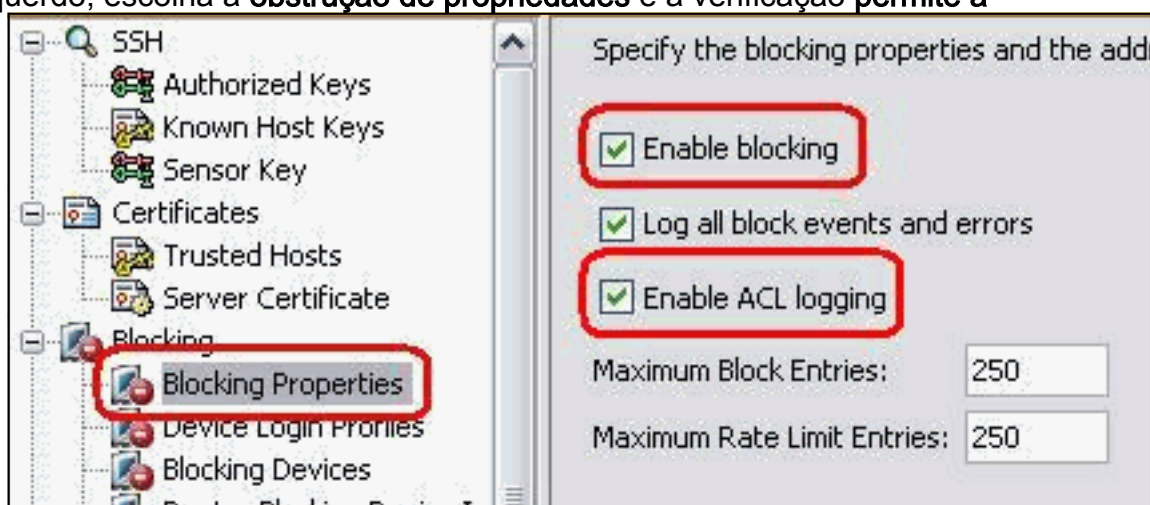 querdo, escolha a obstrução de propriedades e a verificação permite a
SSH
Authorized Keys
Known Host Keys
Sensor Key
Certificates
Trusted Hosts
Server Certificate
Blocking
Blocking Properties
Device Login Profiles
Blocking Devices
Specify the blocking properties and the add
Enable blocking
Log all block events and errors
Enable ACL logging
Maximum Block Entries: 250
Maximum Rate Limit Entries: 250